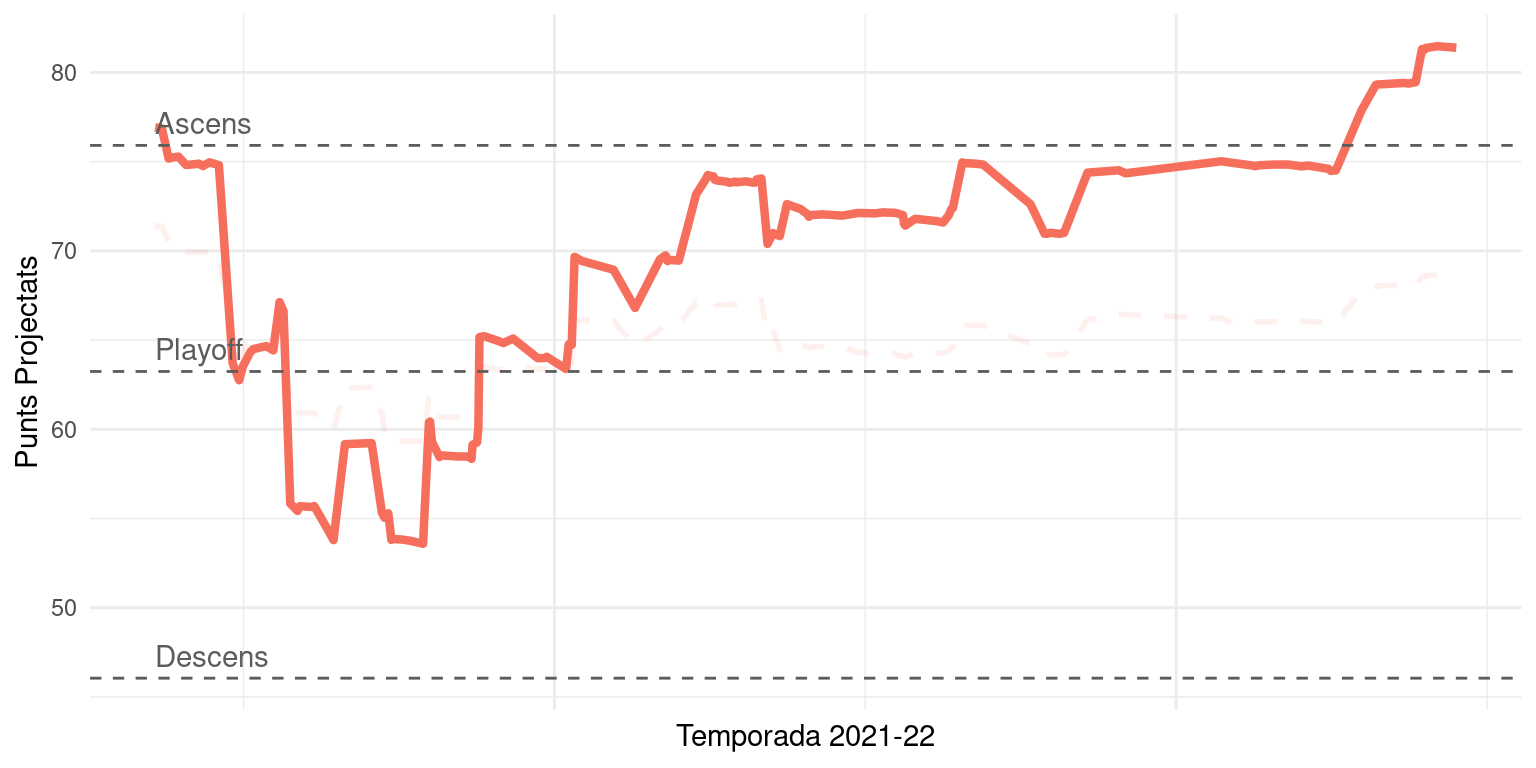 80
Ascens
70
Playoff
60
50
Descens
Punts Projectats
Temporada 2021-22